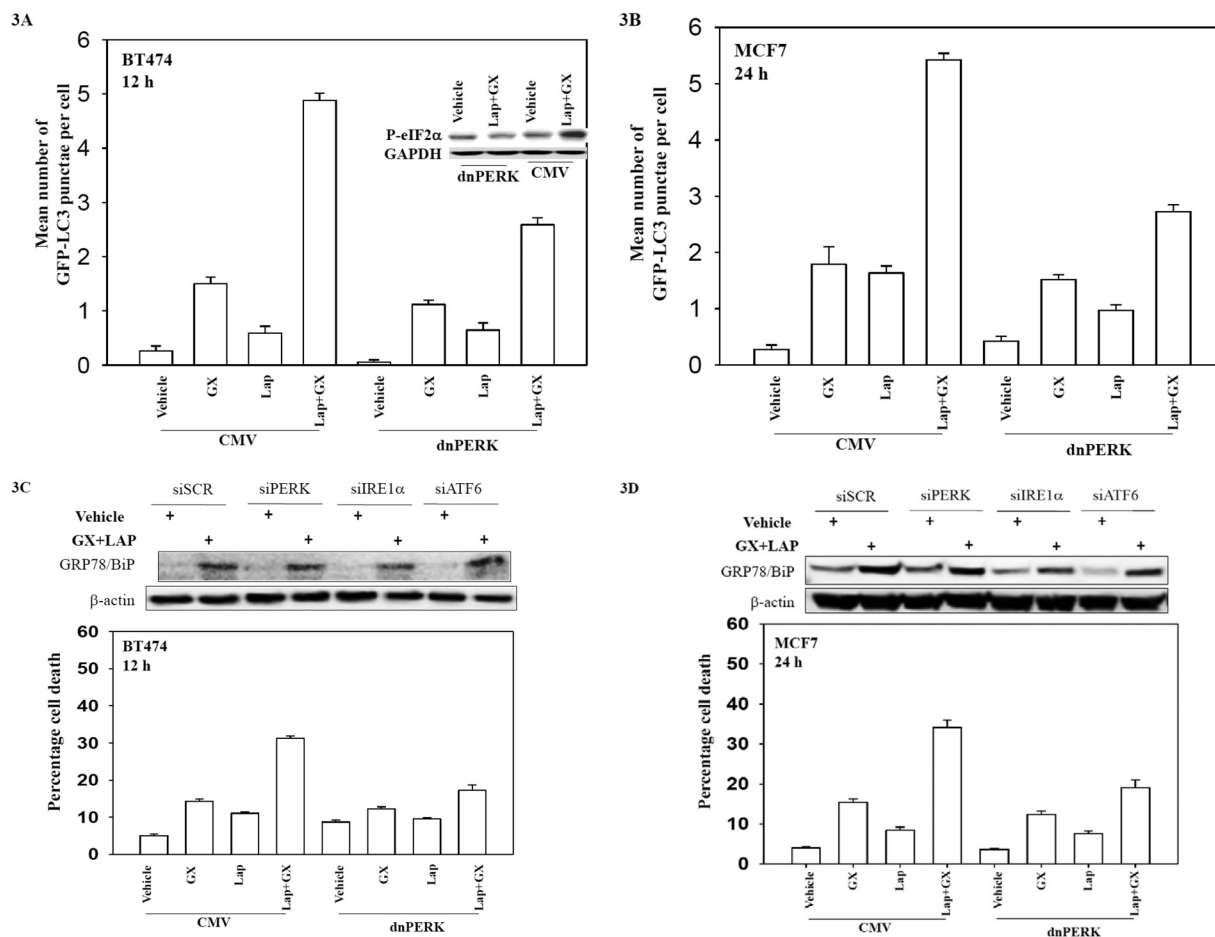 3A
BT474
12 h
Mean number of
GFP-LC3 punctae per cell
6
5
4
3
2
1
0
Vehicle
Lap+GX
Vehicle
Lap+GX
P-eIF2α
GAPDH
dnPERK
CMV
Vehicle
GX
Lap
Lap+GX
Vehicle
GX
Lap
Lap+GX
CMV
dnPERK
3B
MCF7
24 h
Mean number of
GFP-LC3 punctae per cell
6
5
4
3
2
1
0
Vehicle
GX
Lap
Lap+GX
Vehicle
GX
Lap
Lap+GX
CMV
dnPERK
3C
siSCR siPERK siIRE1α siATF6
Vehicle + + + +
GX+LAP + + + +
GRP78/BiP
β-actin
BT474
12 h
Percentage cell death
60
50
40
30
20
10
0
Vehicle
GX
Lap
Lap+GX
Vehicle
GX
Lap
Lap+GX
CMV
dnPERK
3D
siSCR siPERK siIRE1α siATF6
Vehicle + + + +
GX+LAP + + + +
GRP78/BiP
β-actin
MCF7
24 h
Percentage cell death
60
50
40
30
20
10
0
Vehicle
GX
Lap
Lap+GX
Vehicle
GX
Lap
Lap+GX
CMV
dnPERK